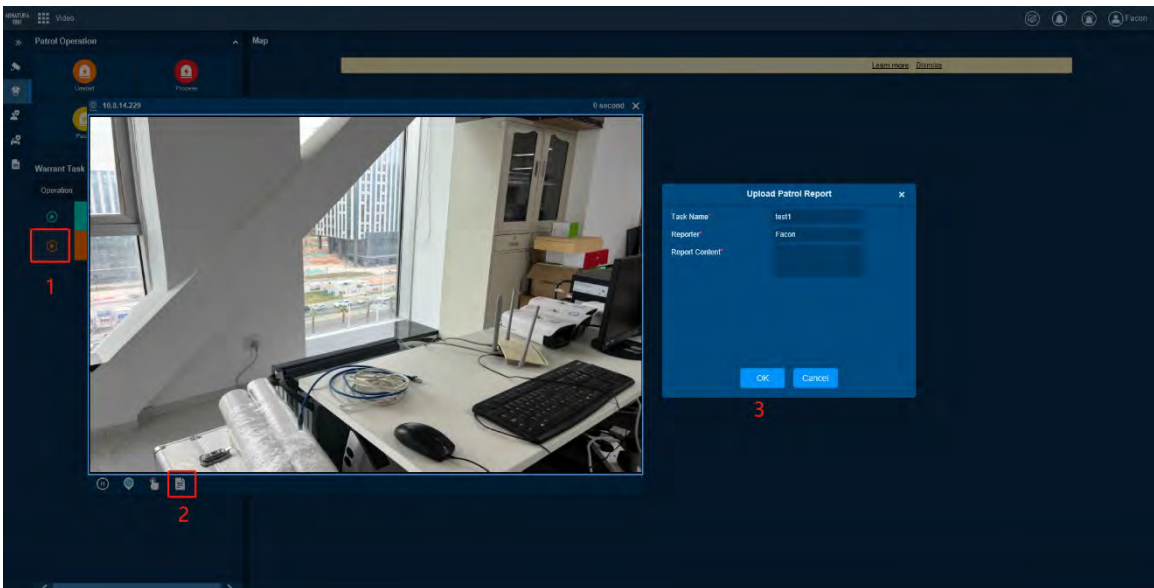 Video
Facon
Patrol Operation
Map
Learn more Dismiss
Process
10.8.14.229
0 second
Warrant Task
Operation
1
Upload Patrol Report
Task Name
test1
Reporter*
Facon
Report Content*
OK
Cancel
3
2